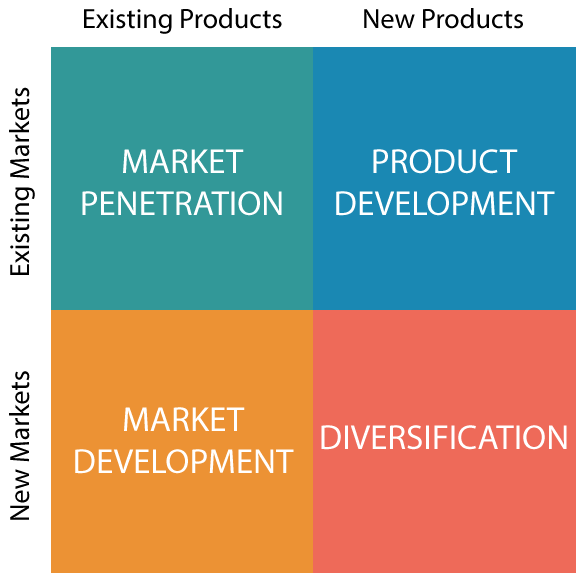 Existing Products
New Products
Existing Markets
MARKET
PENETRATION
PRODUCT
DEVELOPMENT
New Markets
MARKET
DEVELOPMENT
DIVERSIFICATION